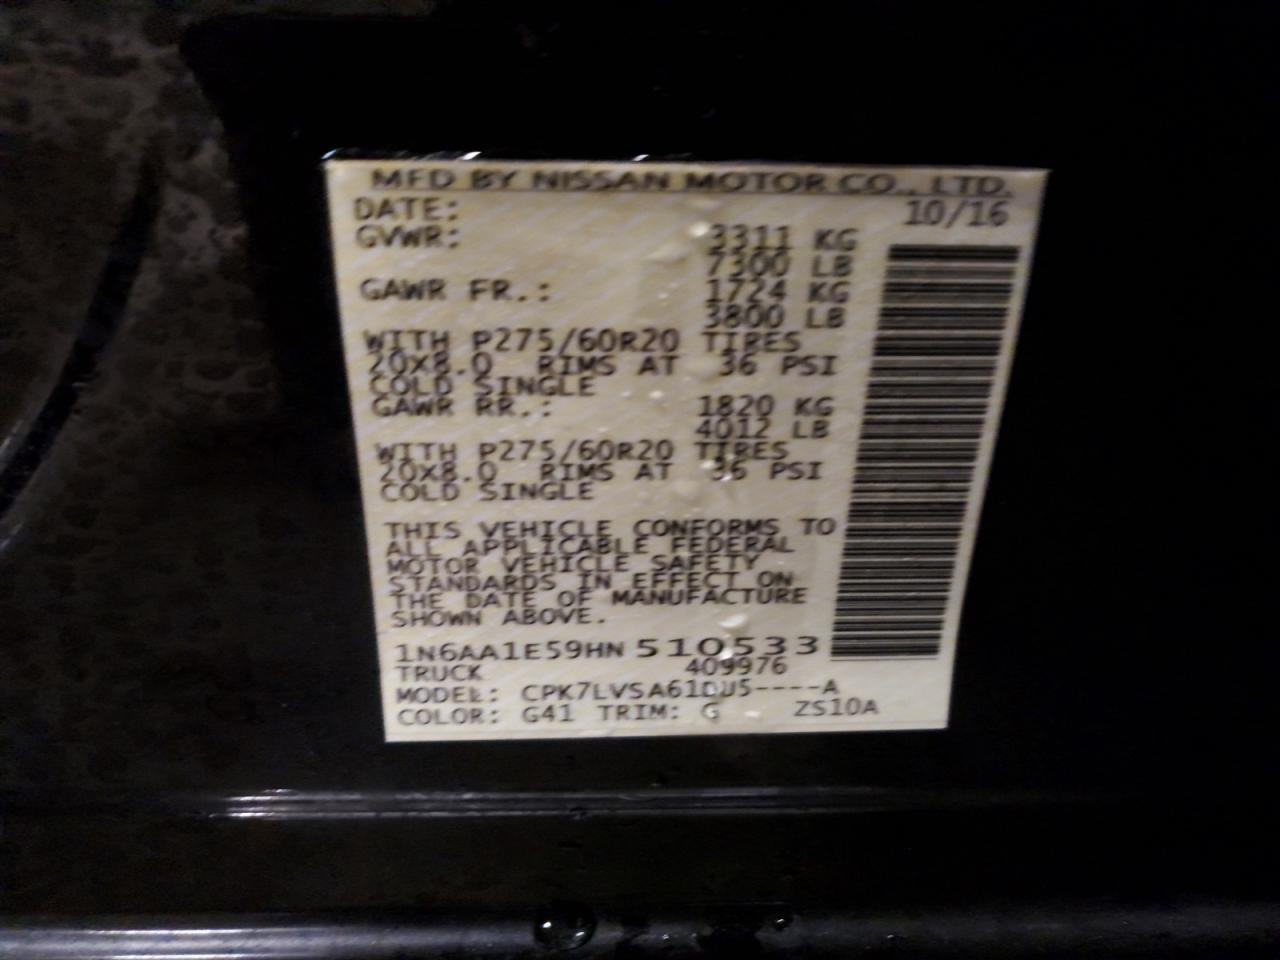 MFD BY NISSAN MOTOR CO., LTD.
DATE: 10/16
GVWR: 3311 KG
7300 LB
GAWR FR.: 1724 KG
3800 LB
WITH P275/60R20 TIRES
20X8.0 RIMS AT 36 PSI
COLD SINGLE
GAWR RR.: 1820 KG
4012 LB
WITH P275/60R20 TIRES
20X8.0 RIMS AT 36 PSI
COLD SINGLE
THIS VEHICLE CONFORMS TO
ALL APPLICABLE FEDERAL
MOTOR VEHICLE SAFETY
STANDARDS IN EFFECT ON
THE DATE OF MANUFACTURE
SHOWN ABOVE.
1N6AA1E59HN 510533
TRUCK 409976
MODEL: CPK7LVSA61DU5----A
COLOR: G41 TRIM: G ZS10A